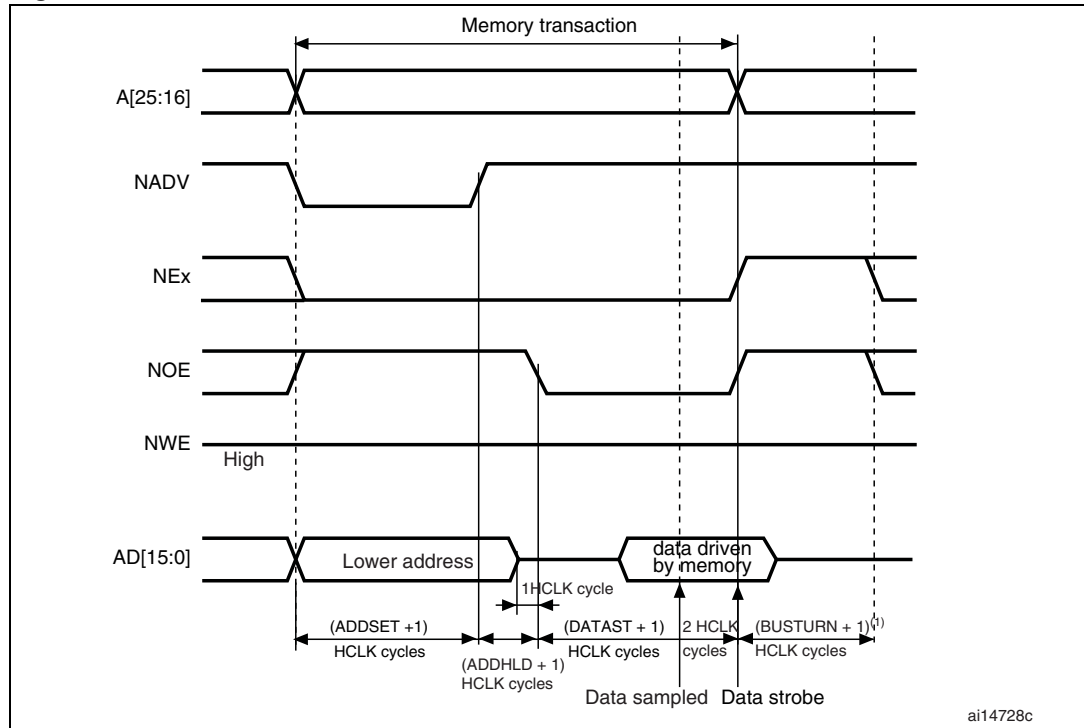 Memory transaction
A[25:16]
NADV
NEx
NOE
NWE
High
AD[15:0]
Lower address
data driven
by memory
1HCLK cycle
(ADDSET +1)
HCLK cycles
(ADDHLD + 1)
HCLK cycles
(DATAST + 1)
HCLK cycles
2 HCLK
cycles
(BUSTURN + 1)(1)
HCLK cycles
Data sampled
Data strobe
ai14728c